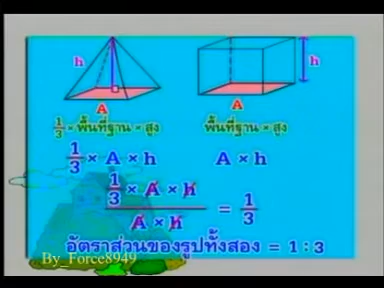 h
h
A
A
1/3 × พื้นที่ฐาน × สูง
พื้นที่ฐาน × สูง
1/3 × A × h
A × h
1/3 × A × h / A × h = 1/3
อัตราส่วนของรูปทั้งสอง = 1 : 3
By_Force8949